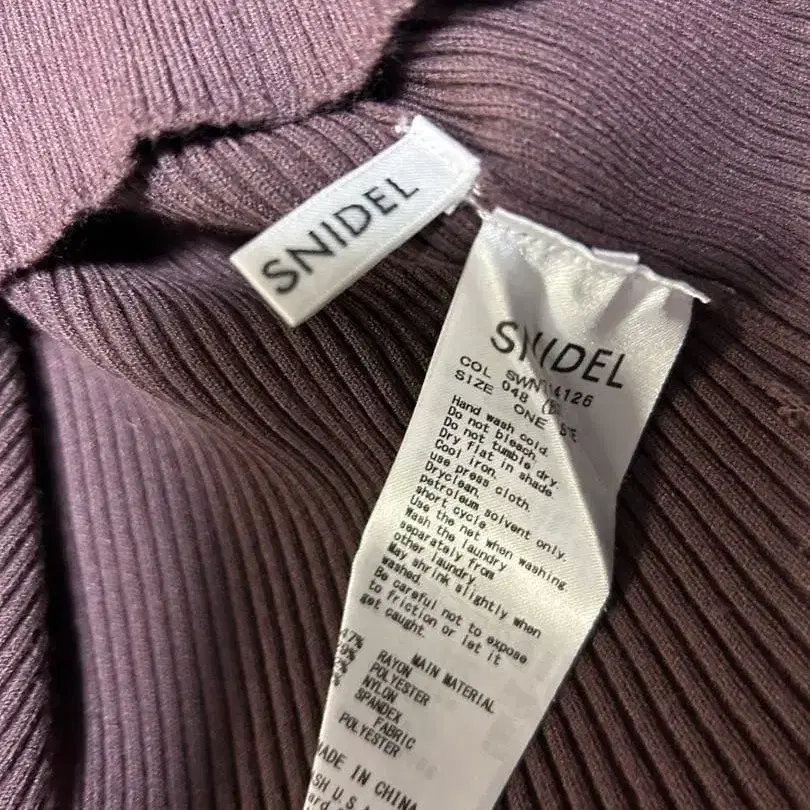 SNIDEL
SNIDEL
COL 048
SIZE ONE
Hand wash cold.
Do not bleach.
Do not tumble dry.
Dry flat in shade.
Cool iron.
use press cloth.
Dryclean.
petroleum solvent only.
short cycle.
Use the net when washing
Wash the laundry
separately from
other laundry.
May shrink slightly when
washed.
Be careful not to expose
to friction or let it
get caught.
MAIN MATERIAL
47% RAYON
POLYESTER
NYLON
SPANDEX
FABRIC
POLYESTER
MADE IN CHINA